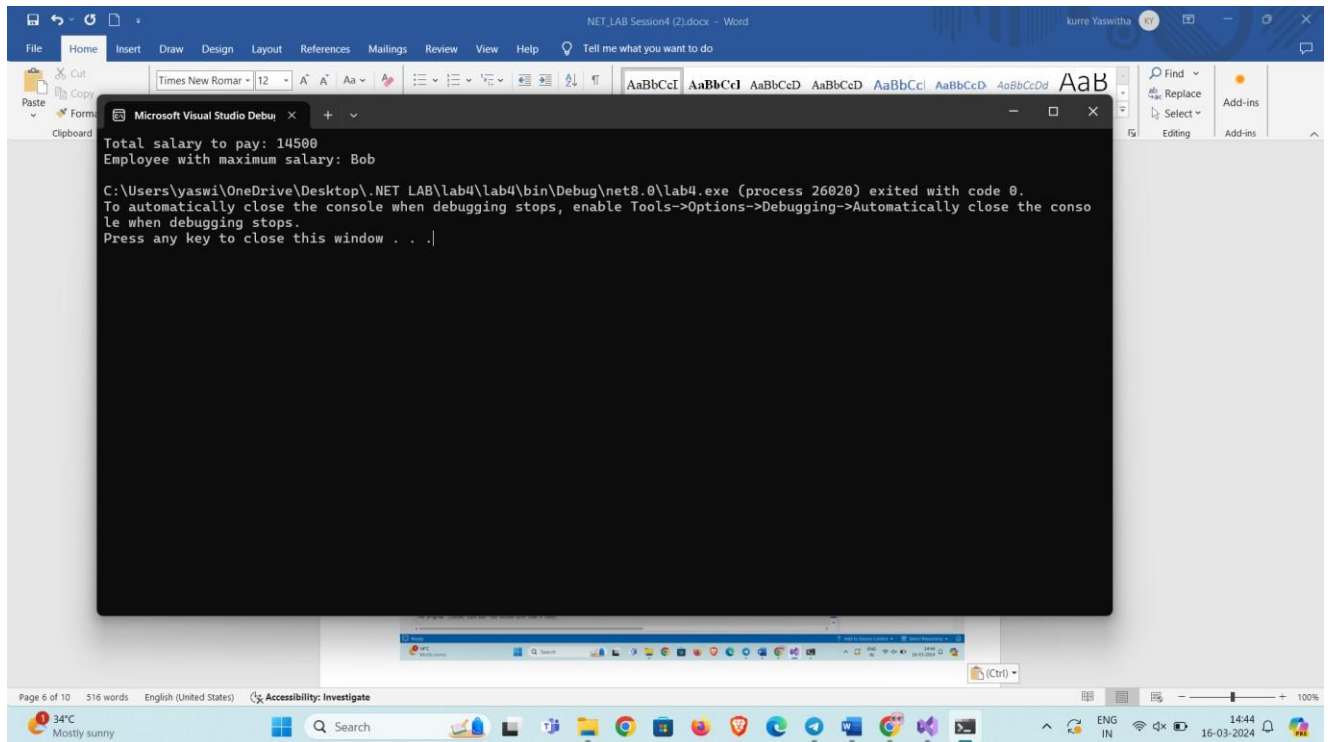 NET_LAB Session4 (2).docx - Word
kurre Yaswitha KY
File Home Insert Draw Design Layout References Mailings Review View Help Tell me what you want to do
Cut
Copy
Paste
Clipboard
Times New Romar 12
AaBbCcI AaBbCcI AaBbCcD AaBbCcD AaBbCcI AaBbCcD AaBbCcDd AaB
Find
Replace
Select
Editing
Add-ins
Add-ins
Microsoft Visual Studio Debu
Total salary to pay: 14500
Employee with maximum salary: Bob
C:\Users\yaswi\OneDrive\Desktop\.NET LAB\lab4\lab4\bin\Debug\net8.0\lab4.exe (process 26020) exited with code 0.
To automatically close the console when debugging stops, enable Tools->Options->Debugging->Automatically close the conso
le when debugging stops.
Press any key to close this window . . .
(Ctrl)
Page 6 of 10 516 words English (United States) Accessibility: Investigate
100%
1
34°C
Mostly sunny
Search
ENG
IN
14:44
16-03-2024
PRE